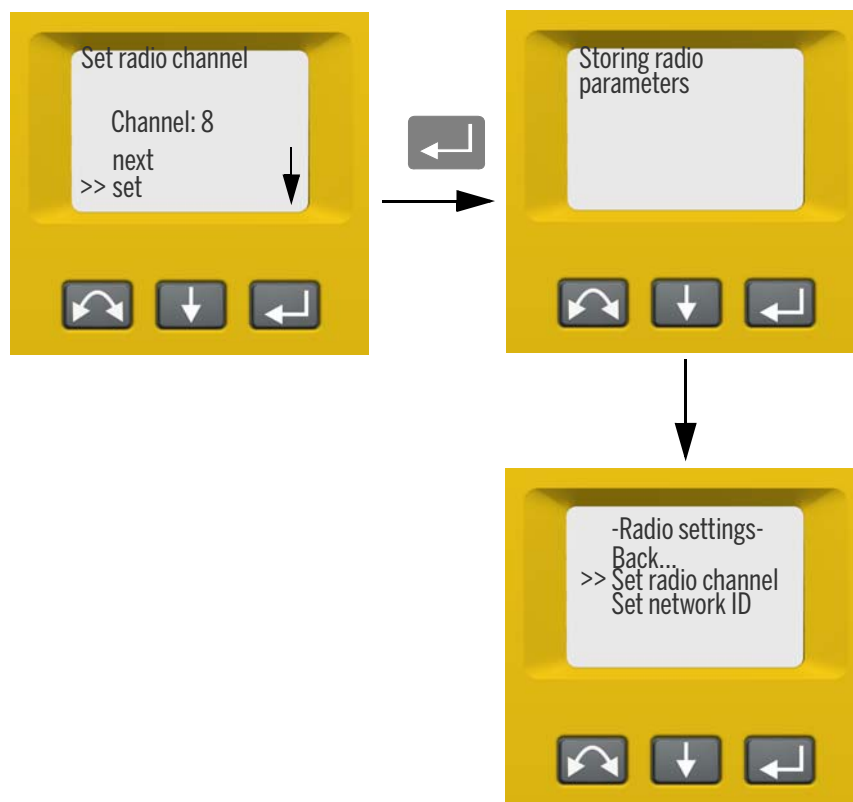 Set radio channel
Channel: 8
next
>> set
Storing radio
parameters
-Radio settings-
Back...
>> Set radio channel
Set network ID